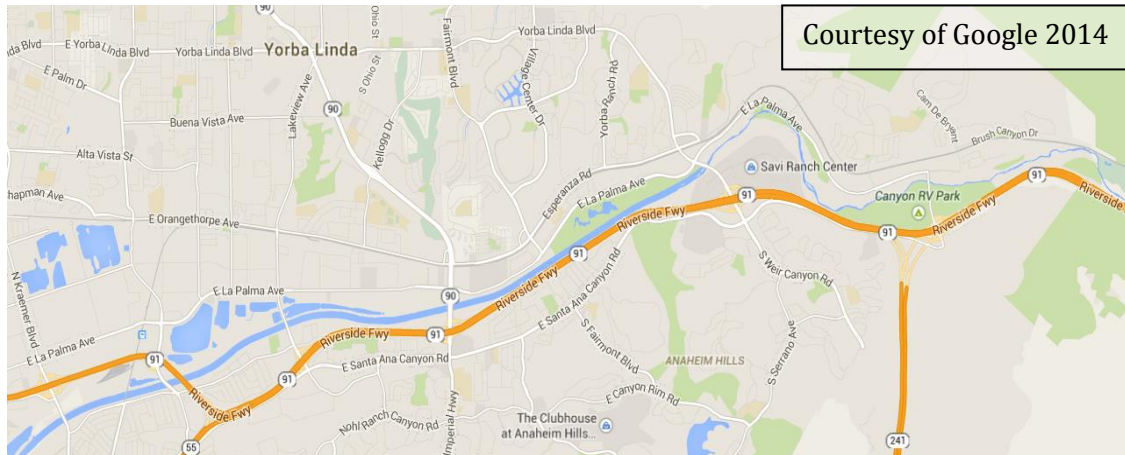 Courtesy of Google 2014
90
90
Ohio St
E Yorba Linda Blvd
Yorba Linda Blvd
Yorba Linda
Fairmont Blvd
Yorba Linda Blvd
E Palm Dr
S Ohio St
Village Center Dr
Lakeview Ave
90
Yorba Ranch Rd
E La Palma Ave
Cam De Bryant
Buena Vista Ave
Kellogg Dr
Brush Canyon Dr
Alta Vista St
Savi Ranch Center
Esperanza Rd
E La Palma Ave
Canyon RV Park
91
91
hapman Ave
E Orangethorpe Ave
Riverside Fwy
Riverside Fwy
Riverside
91
91
N Kraemer Blvd
E La Palma Ave
90
Riverside Fwy
E Santa Ana Canyon Rd
S Weir Canyon Rd
Riverside Fwy
91
E La Palma Ave
91
E Santa Ana Canyon Rd
S Fairmont Blvd
ANAHEIM HILLS
S Serrano Ave
91
Riverside Fwy
Nohl Ranch Canyon Rd
Imperial Hwy
E Canyon Rim Rd
The Clubhouse
at Anaheim Hills...
55
241